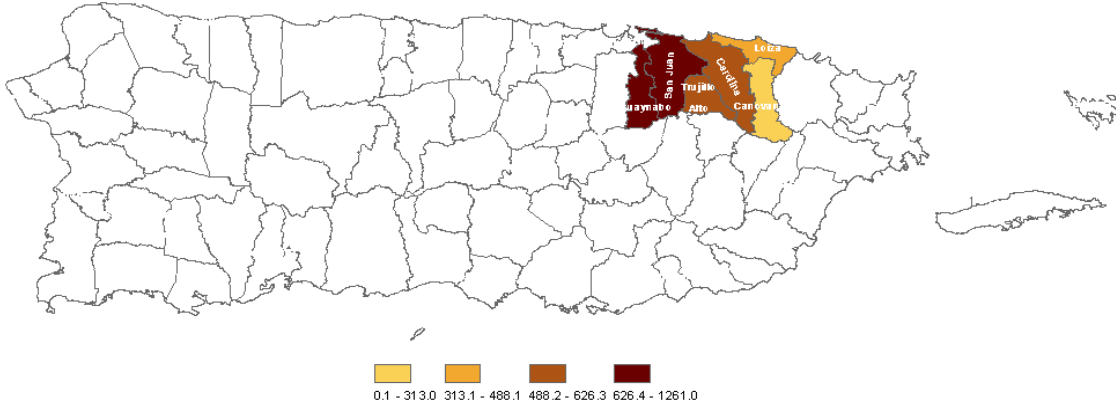 Loiza
San Juan
Carolina
Trujillo
Alto
uaynabo
Canovan
0.1 - 313.0
313.1 - 488.1
488.2 - 626.3
626.4 - 1261.0